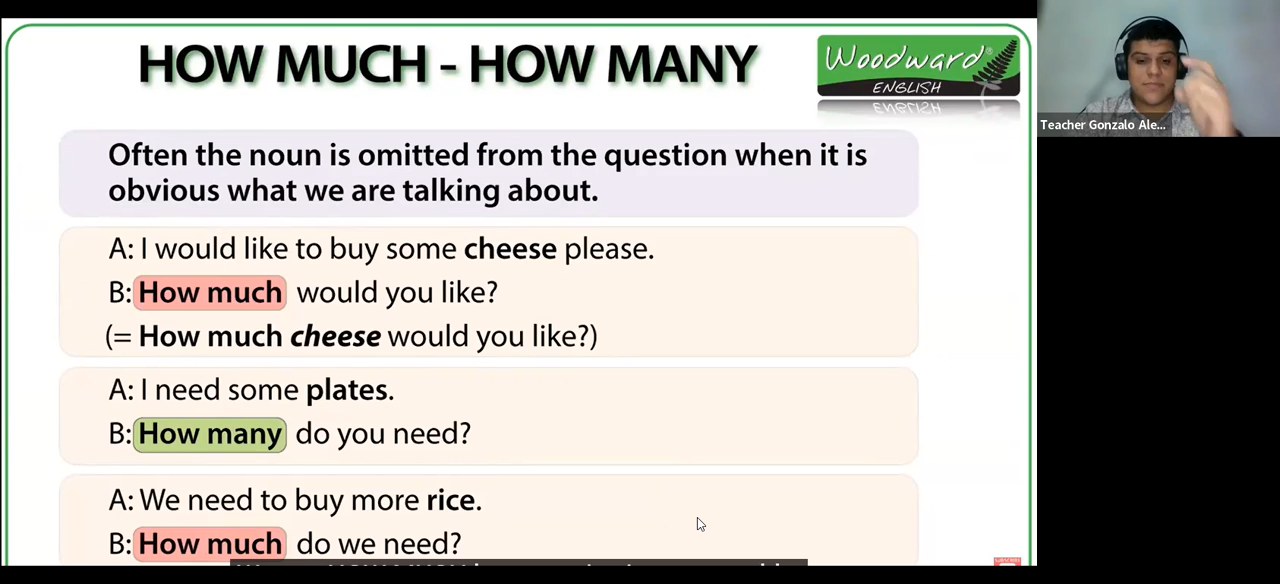 HOW MUCH - HOW MANY
Woodward®
ENGLISH
Teacher Gonzalo Ale...
Often the noun is omitted from the question when it is
obvious what we are talking about.
A: I would like to buy some cheese please.
B: How much would you like?
(= How much cheese would you like?)
A: I need some plates.
B: How many do you need?
A: We need to buy more rice.
B: How much do we need?